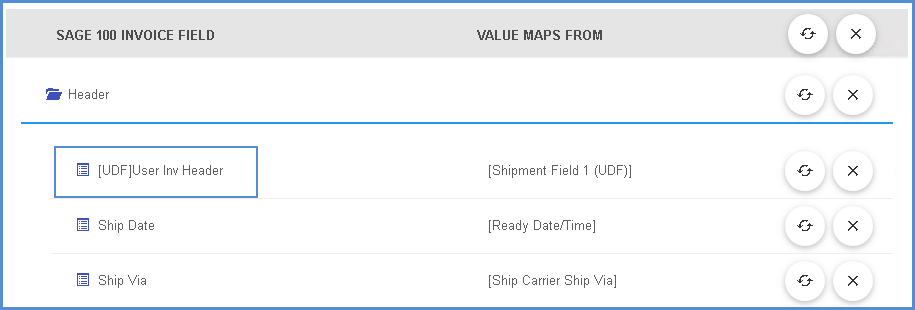 SAGE 100 INVOICE FIELD VALUE MAPS FROM
Header
[UDF]User Inv Header [Shipment Field 1 (UDF)]
Ship Date [Ready Date/Time]
Ship Via [Ship Carrier Ship Via]